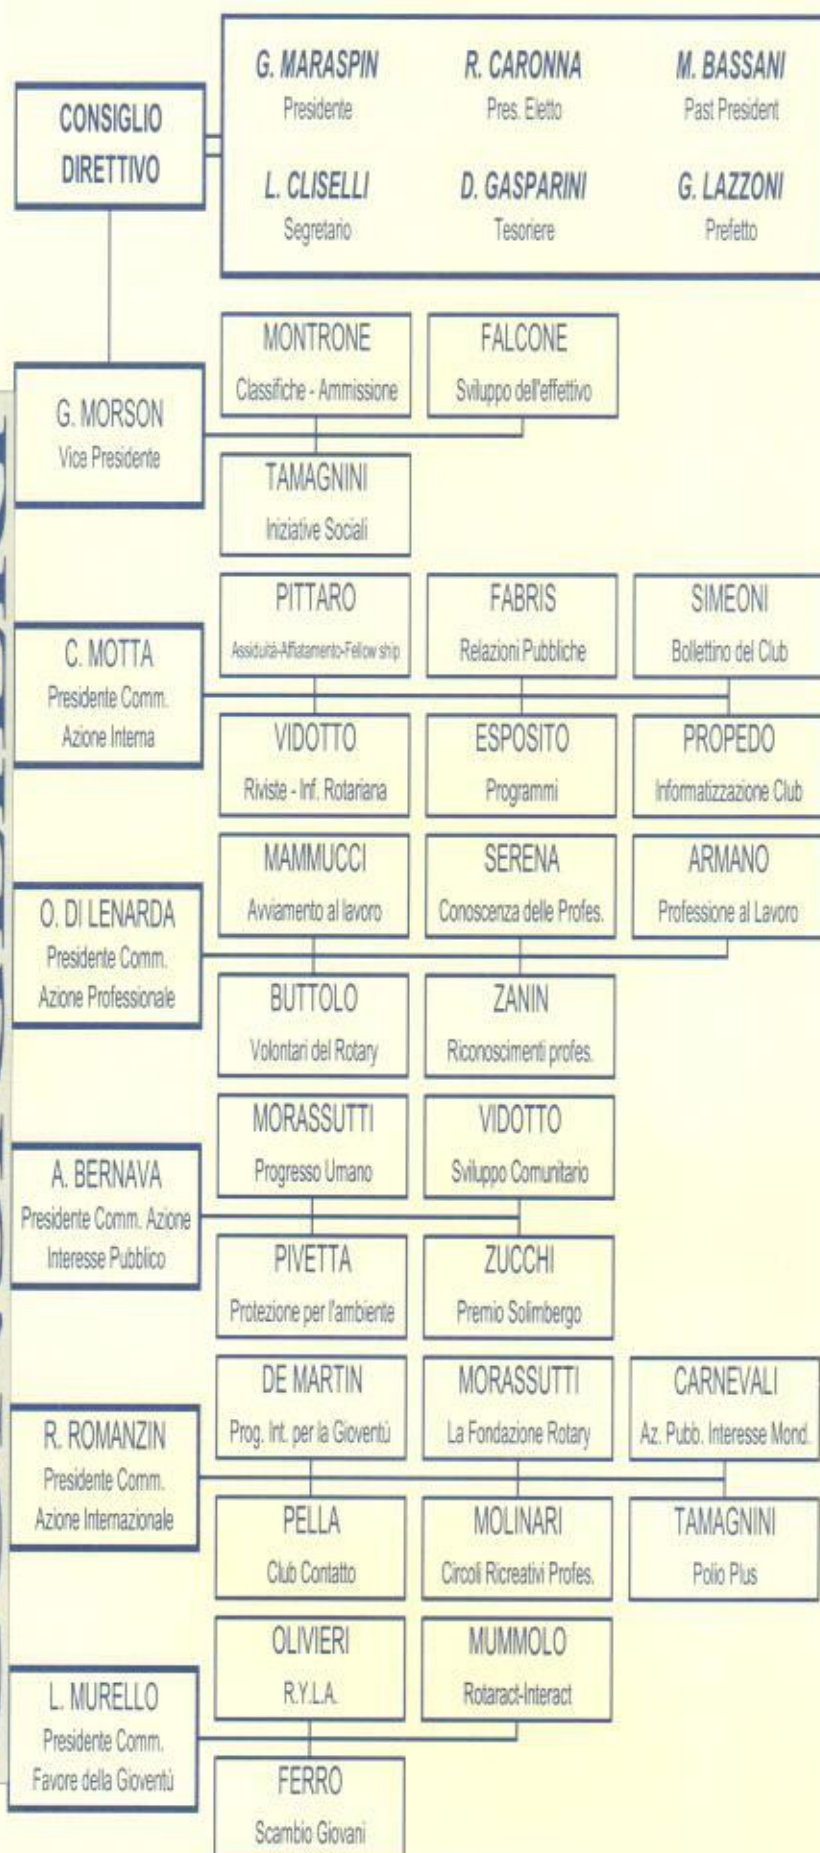 CONSIGLIO
DIRETTIVO
G. MARASPIN
Presidente
R. CARONNA
Pres. Eletto
M. BASSANI
Past President
L. CLISELLI
Segretario
D. GASPARINI
Tesoriere
G. LAZZONI
Prefetto
G. MORSON
Vice Presidente
MONTRONE
Classifiche - Ammissione
FALCONE
Sviluppo dell'effettivo
TAMAGNINI
Iniziative Sociali
C. MOTTA
Presidente Comm.
Azione Interna
PITTARO
Assiduità-Affiatamento-Fellow ship
FABRIS
Relazioni Pubbliche
SIMEONI
Bollettino del Club
VIDOTTO
Riviste - Inf. Rotariana
ESPOSITO
Programmi
PROPEDO
Informatizzazione Club
O. DI LENARDA
Presidente Comm.
Azione Professionale
MAMMUCCI
Avviamento al lavoro
SERENA
Conoscenza delle Profes.
ARMANO
Professione al Lavoro
BUTTOLO
Volontari del Rotary
ZANIN
Riconoscimenti profes.
A. BERNAVA
Presidente Comm. Azione
Interesse Pubblico
MORASSUTTI
Progresso Umano
VIDOTTO
Sviluppo Comunitario
PIVETTA
Protezione per l'ambiente
ZUCCHI
Premio Solimbergo
R. ROMANZIN
Presidente Comm.
Azione Internazionale
DE MARTIN
Prog. Int. per la Gioventù
MORASSUTTI
La Fondazione Rotary
CARNEVALI
Az. Pubb. Interesse Mond.
PELLA
Club Contatto
MOLINARI
Circoli Ricreativi Profes.
TAMAGNINI
Polio Plus
L. MURELLO
Presidente Comm.
Favore della Gioventù
OLIVIERI
R.Y.L.A.
MUMMOLO
Rotaract-Interact
FERRO
Scambio Giovani